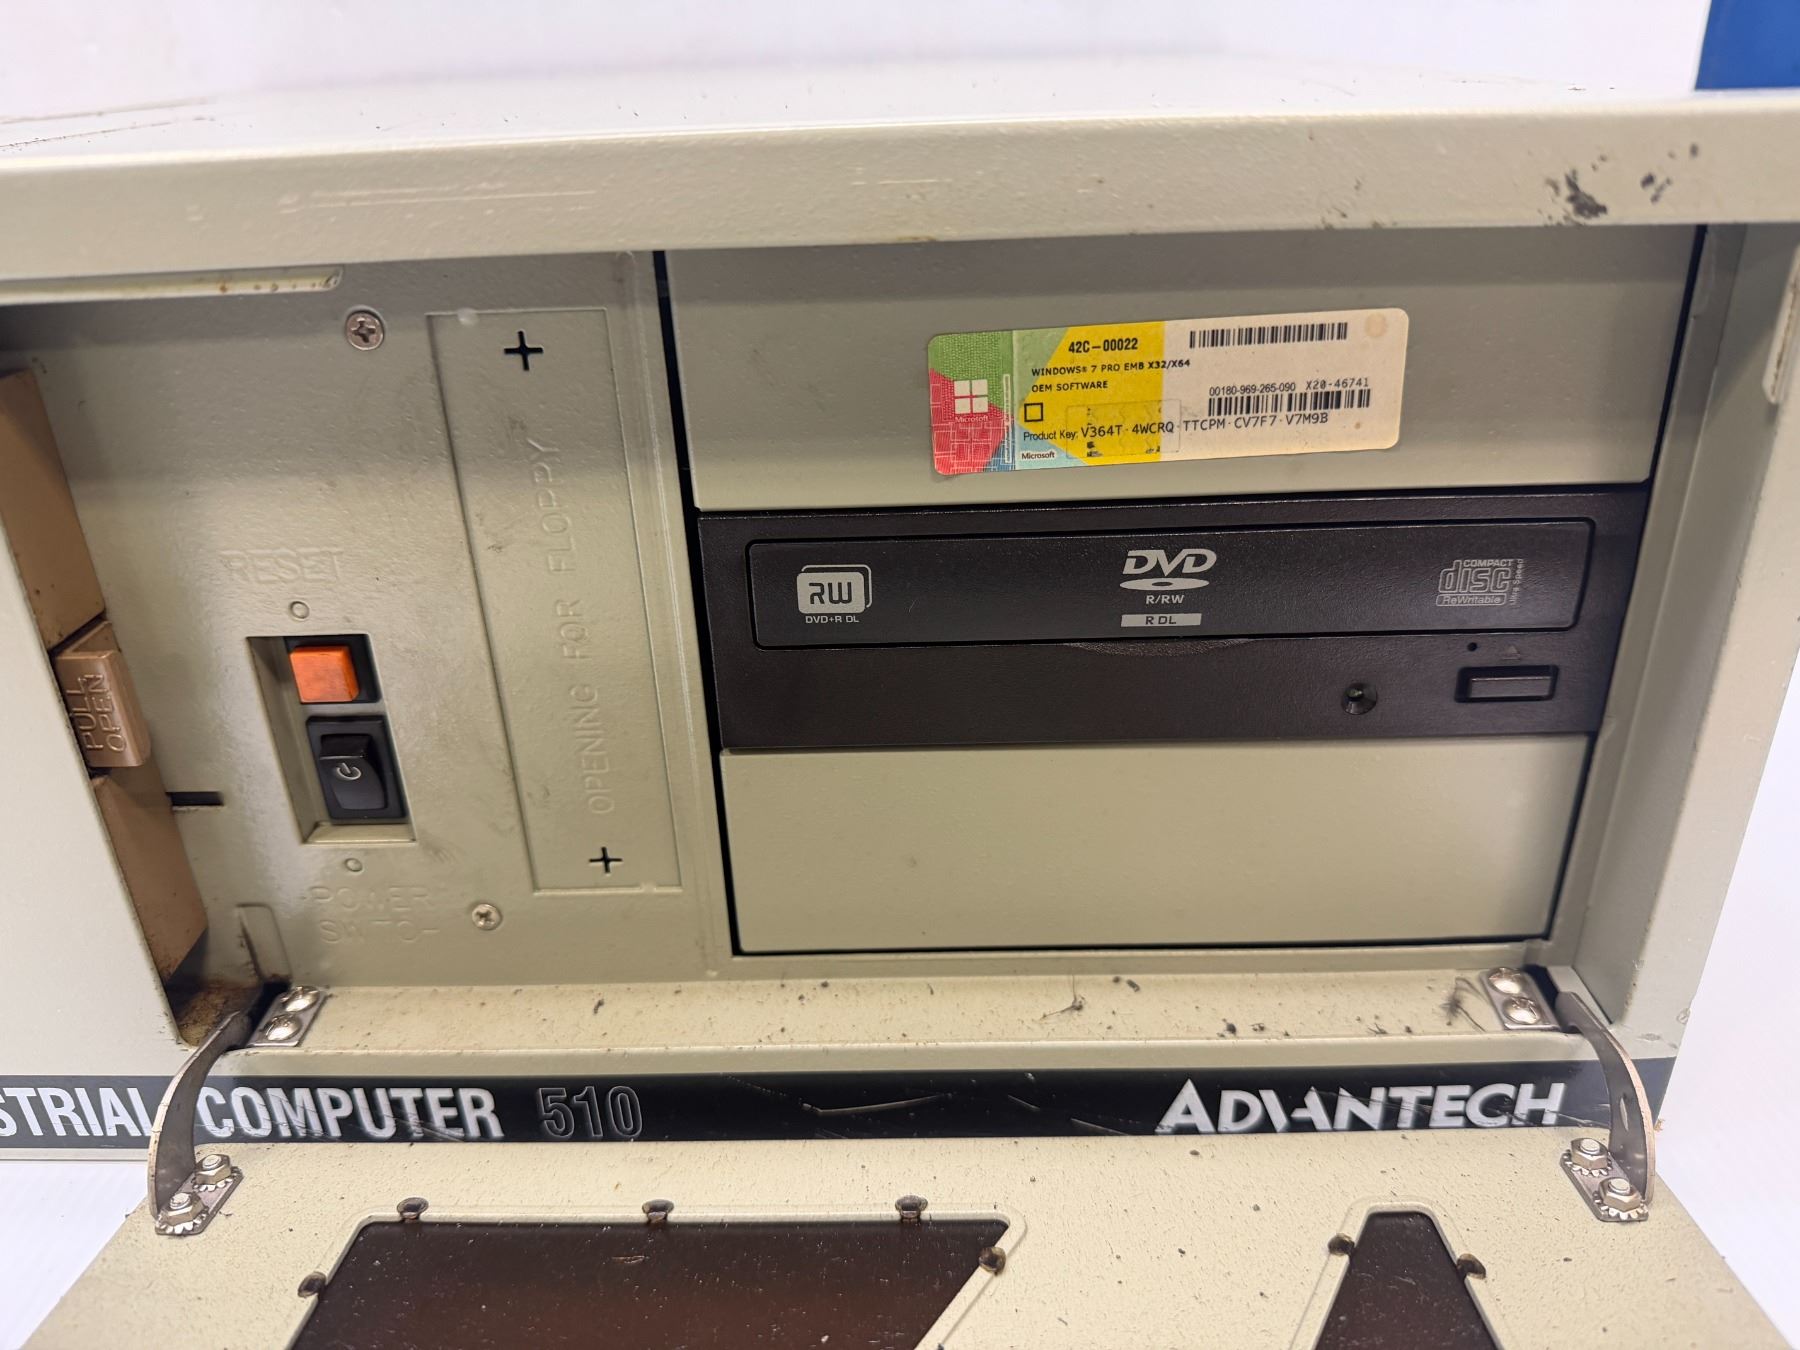 42C-00022
WINDOWS® 7 PRO EMB X32/X64
OEM SOFTWARE
00180-969-265-090 X20-46741
Product Key: V364T-4WCRQ-TTCPM-CV7F7-V7M9B
Microsoft
Microsoft
RESET
OPENING FOR FLOPPY
PULL
OPEN
POWER
SWITCH
RW
DVD+R DL
DVD
R/RW
R DL
COMPACT
disc
ReWritable
Ultra Speed
STRIAL COMPUTER 510
ADVANTECH